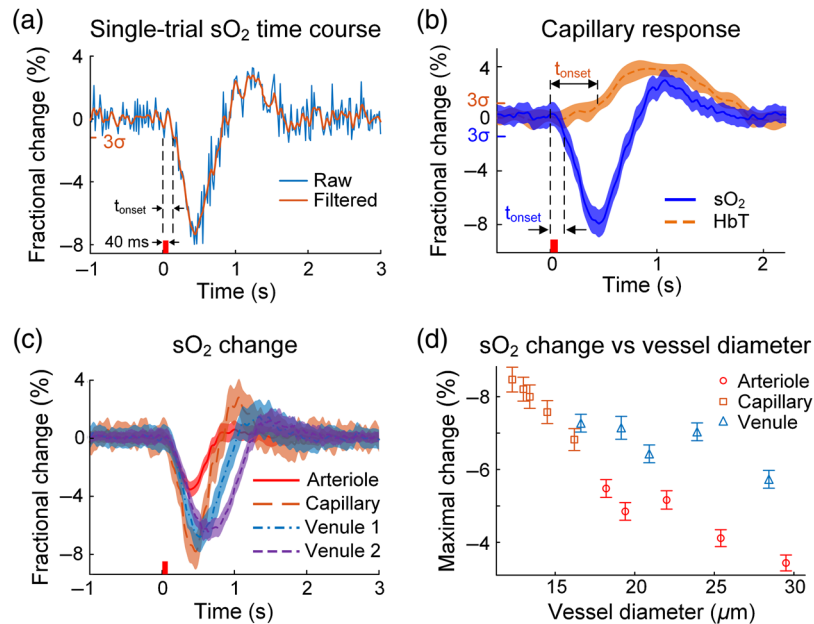 (a) Single-trial sO₂ time course
Fractional change (%)
4
0
−4
−8
3σ
tonset
40 ms
Raw
Filtered
−1 0 1 2 3
Time (s)
(b) Capillary response
Fractional change (%)
4
3σ
0
3σ
−4
−8
tonset
tonset
sO₂
HbT
0 1 2
Time (s)
(c) sO₂ change
Fractional change (%)
4
0
−4
−8
Arteriole
Capillary
Venule 1
Venule 2
−1 0 1 2 3
Time (s)
(d) sO₂ change vs vessel diameter
Maximal change (%)
−8
−6
−4
Arteriole
Capillary
Venule
15 20 25 30
Vessel diameter (μm)